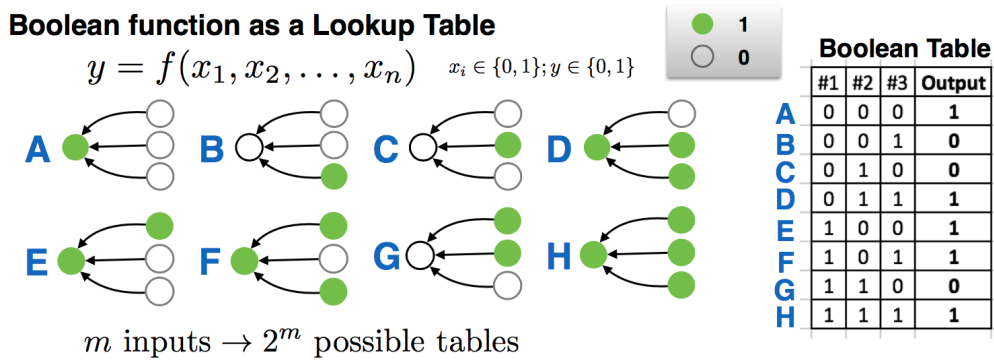 Boolean function as a Lookup Table
y = f(x₁, x₂, . . . , xₙ)
xᵢ ∈ {0, 1}; y ∈ {0, 1}
1
0
A B C D
E F G H
m inputs → 2ᵐ possible tables
Boolean Table
#1 #2 #3 Output
A 0 0 0 1
B 0 0 1 0
C 0 1 0 0
D 0 1 1 1
E 1 0 0 1
F 1 0 1 1
G 1 1 0 0
H 1 1 1 1